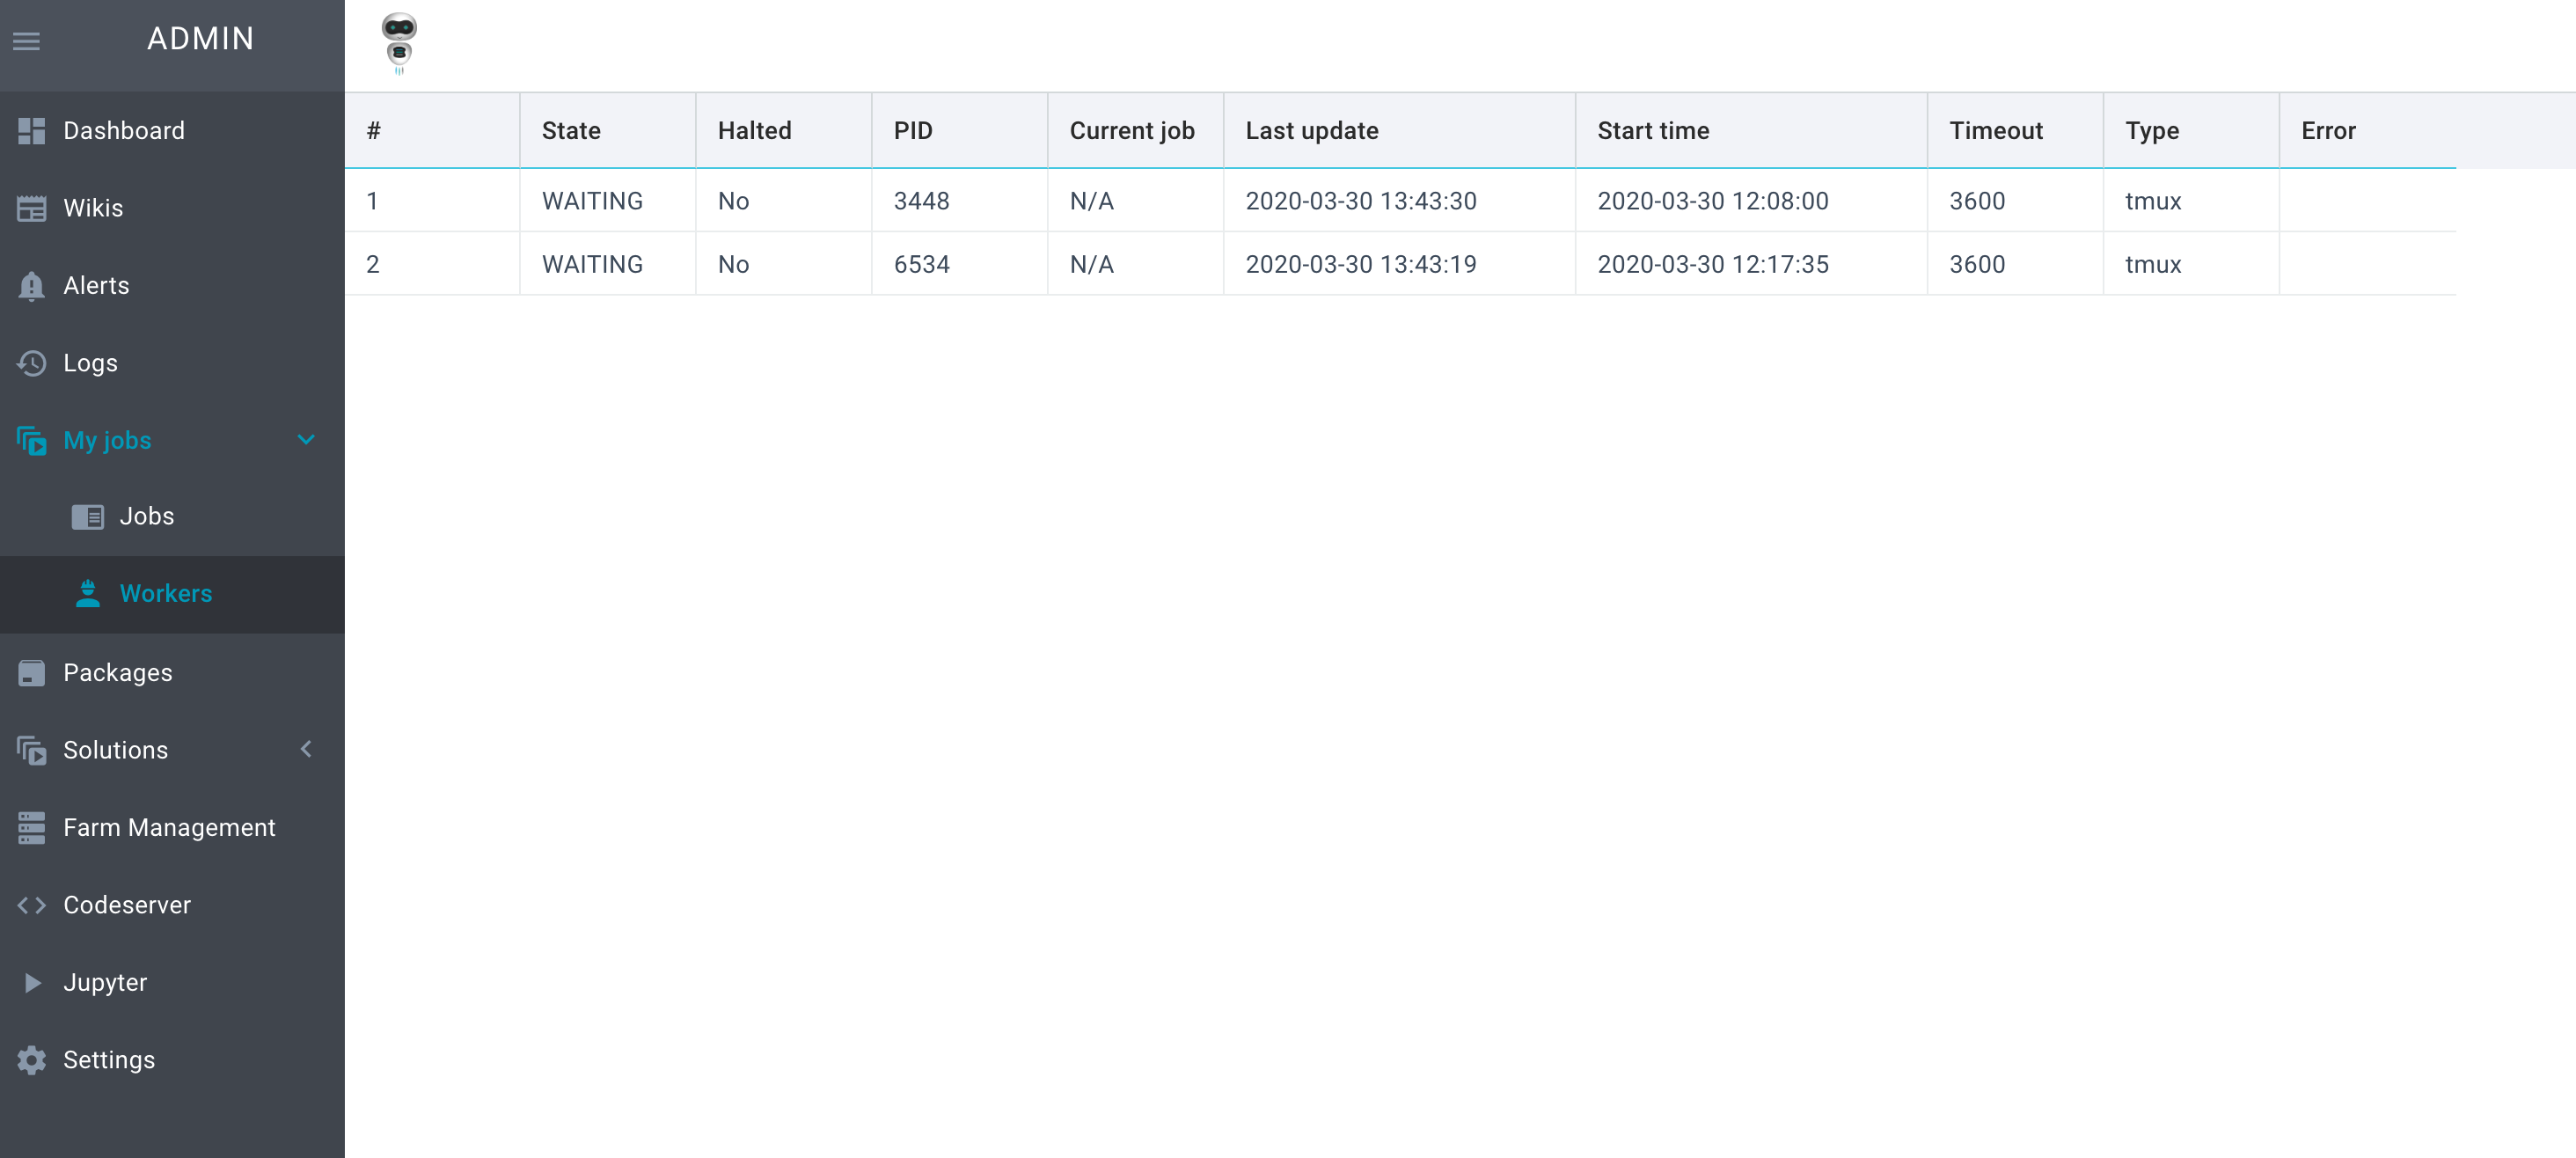 ADMIN
Dashboard
Wikis
Alerts
Logs
My jobs
Jobs
Workers
Packages
Solutions
Farm Management
Codeserver
Jupyter
Settings
# State Halted PID Current job Last update Start time Timeout Type Error
1 WAITING No 3448 N/A 2020-03-30 13:43:30 2020-03-30 12:08:00 3600 tmux
2 WAITING No 6534 N/A 2020-03-30 13:43:19 2020-03-30 12:17:35 3600 tmux